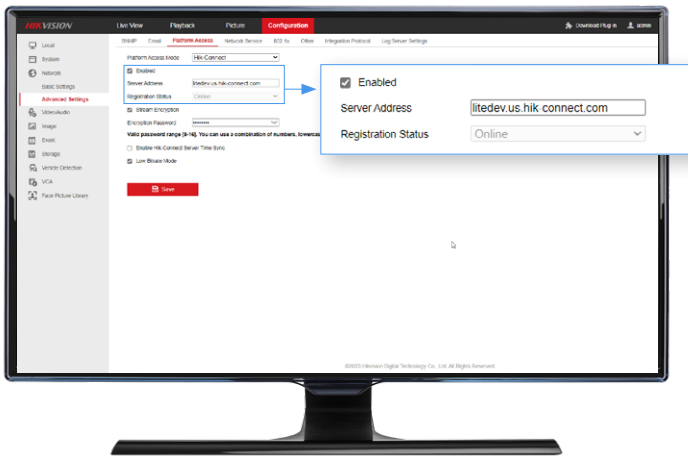 HIKVISION Live View Playback Picture Configuration Download Plug-in admin
Local
System
Network
Basic Settings
Advanced Settings
Video/Audio
Image
Event
Storage
Vehicle Detection
VCA
Face Picture Library
SNMP Email Platform Access Network Service 802.1x Other Integration Protocol Log Server Settings
Platform Access Mode Hik-Connect
Enabled
Server Address litedev.us.hik-connect.com
Registration Status Online
Stream Encryption
Encryption Password ••••••••
Valid password range [8-16]. You can use a combination of numbers, lowercas
Enable Hik-Connect Server Time Sync
Low Bitrate Mode
Save
Enabled
Server Address litedev.us.hik-connect.com
Registration Status Online
©2023 Hikvision Digital Technology Co., Ltd. All Rights Reserved.